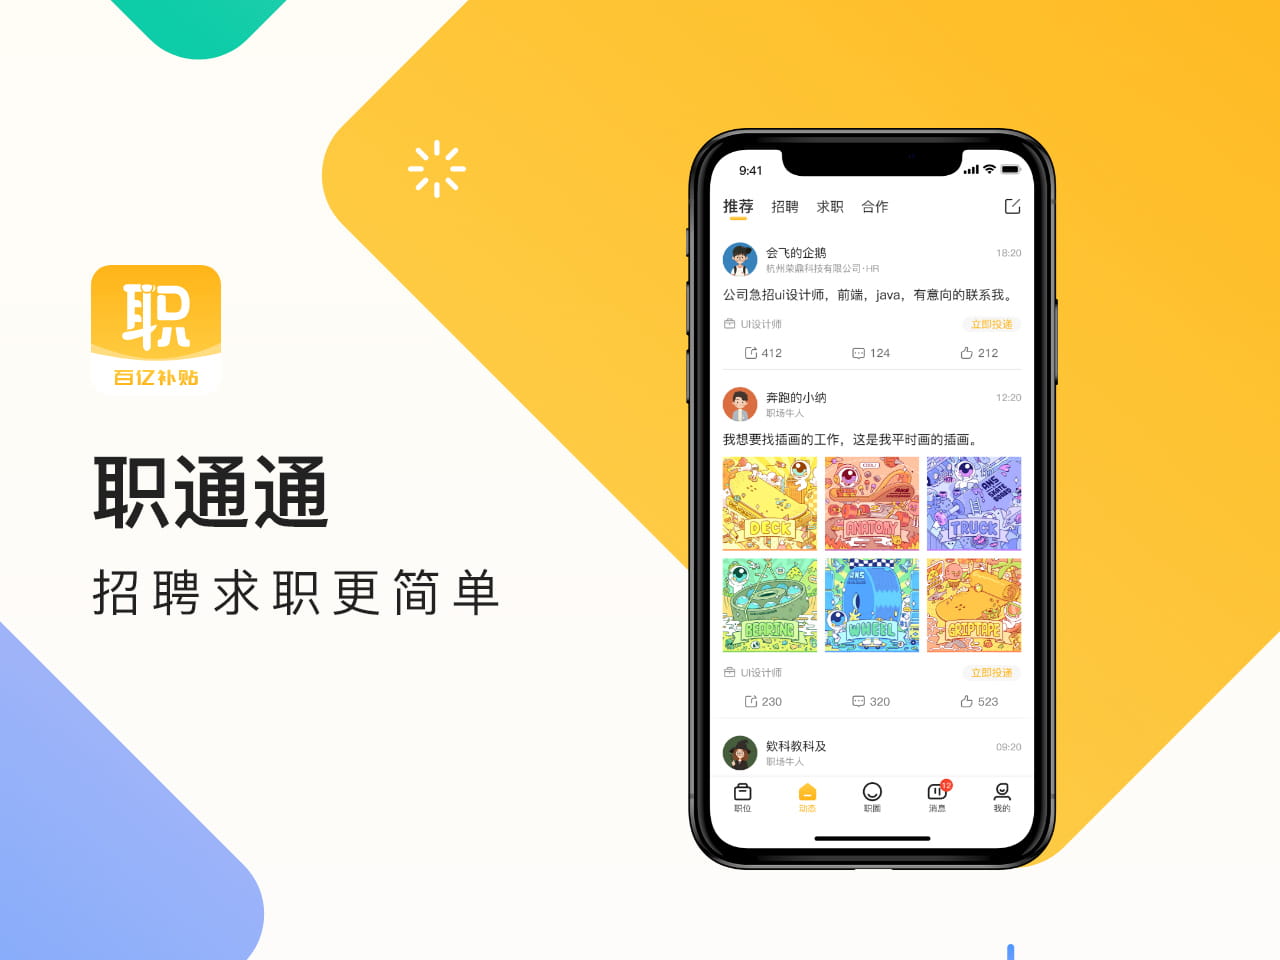 职
百亿补贴
职通通
招聘求职更简单
9:41
推荐 招聘 求职 合作
会飞的企鹅 18:20
杭州荣鼎科技有限公司·HR
公司急招ui设计师，前端，java，有意向的联系我。
UI设计师 立即投递
412 124 212
奔跑的小纳 12:20
职场牛人
我想要找插画的工作，这是我平时画的插画。
DECK
COOL!
ANATOMY
ANS SKATE BOARDS
TRUCK
BEARING
ANS
WHEEL
GRIPTAPE
UI设计师 立即投递
230 320 523
欸科教科及 09:20
职场牛人
12
职位 动态 职圈 消息 我的